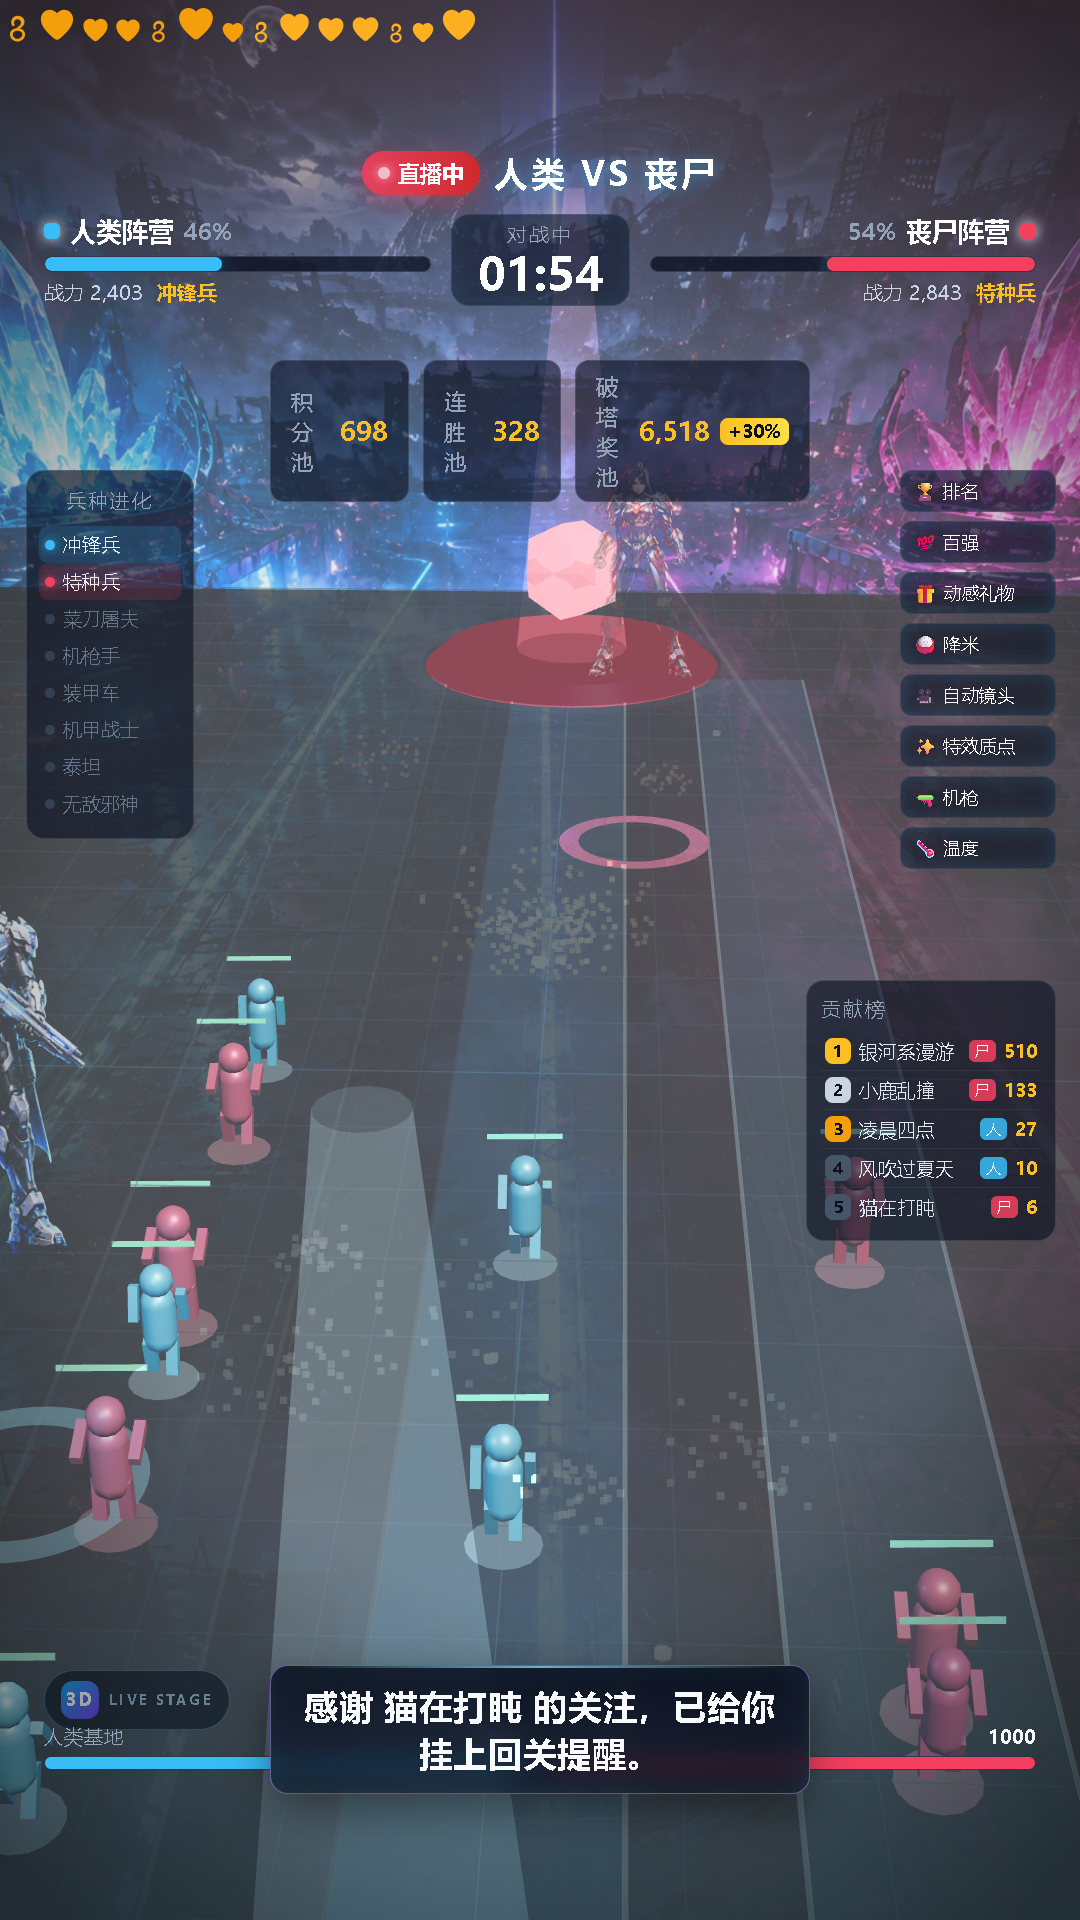 直播中 人类 VS 丧尸
人类阵营 46%
战力 2,403 冲锋兵
对战中
01:54
54% 丧尸阵营
战力 2,843 特种兵
积分池 698
连胜池 328
破塔奖池 6,518 +30%
兵种进化
冲锋兵
特种兵
菜刀屠夫
机枪手
装甲车
机甲战士
泰坦
无敌邪神
排名
百强
动感礼物
降米
自动镜头
特效质点
机枪
温度
贡献榜
1 银河系漫游 尸 510
2 小鹿乱撞 尸 133
3 凌晨四点 人 27
4 风吹过夏天 人 10
5 猫在打盹 尸 6
3D LIVE STAGE
人类基地
1000
感谢 猫在打盹 的关注，已给你
挂上回关提醒。